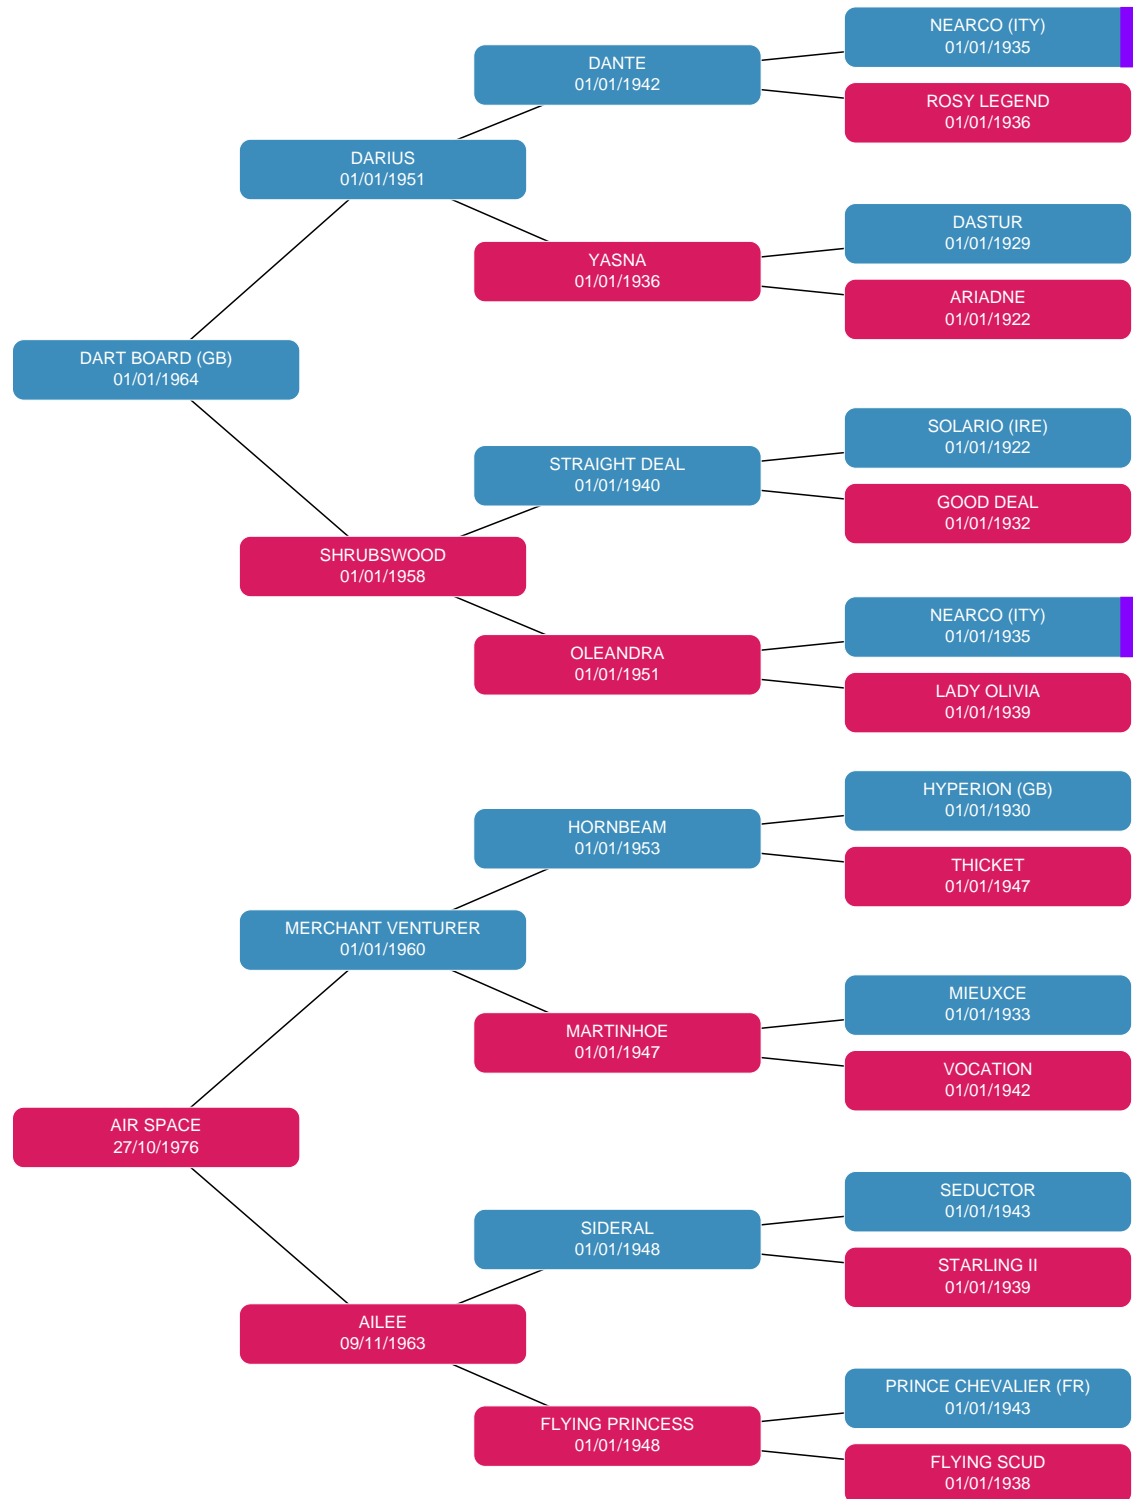 NEARCO (ITY)
01/01/1935
DANTE
01/01/1942
ROSY LEGEND
01/01/1936
DARIUS
01/01/1951
DASTUR
01/01/1929
YASNA
01/01/1936
ARIADNE
01/01/1922
DART BOARD (GB)
01/01/1964
SOLARIO (IRE)
01/01/1922
STRAIGHT DEAL
01/01/1940
GOOD DEAL
01/01/1932
SHRUBSWOOD
01/01/1958
NEARCO (ITY)
01/01/1935
OLEANDRA
01/01/1951
LADY OLIVIA
01/01/1939
HYPERION (GB)
01/01/1930
HORNBEAM
01/01/1953
THICKET
01/01/1947
MERCHANT VENTURER
01/01/1960
MIEUXCE
01/01/1933
MARTINHOE
01/01/1947
VOCATION
01/01/1942
AIR SPACE
27/10/1976
SEDUCTOR
01/01/1943
SIDERAL
01/01/1948
STARLING II
01/01/1939
AILEE
09/11/1963
PRINCE CHEVALIER (FR)
01/01/1943
FLYING PRINCESS
01/01/1948
FLYING SCUD
01/01/1938